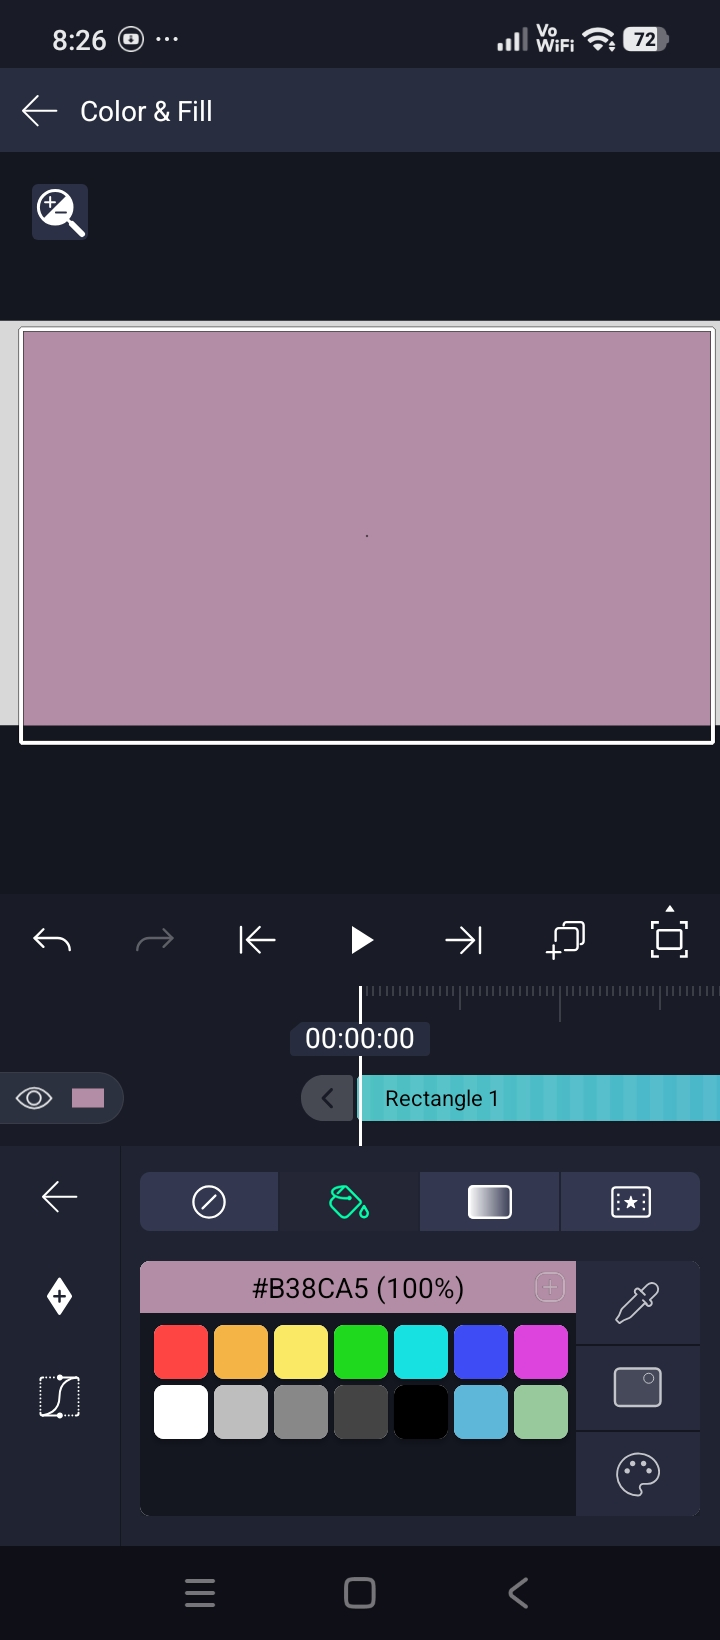 8:26
Vo
WiFi
72
Color & Fill
00:00:00
Rectangle 1
#B38CA5 (100%)